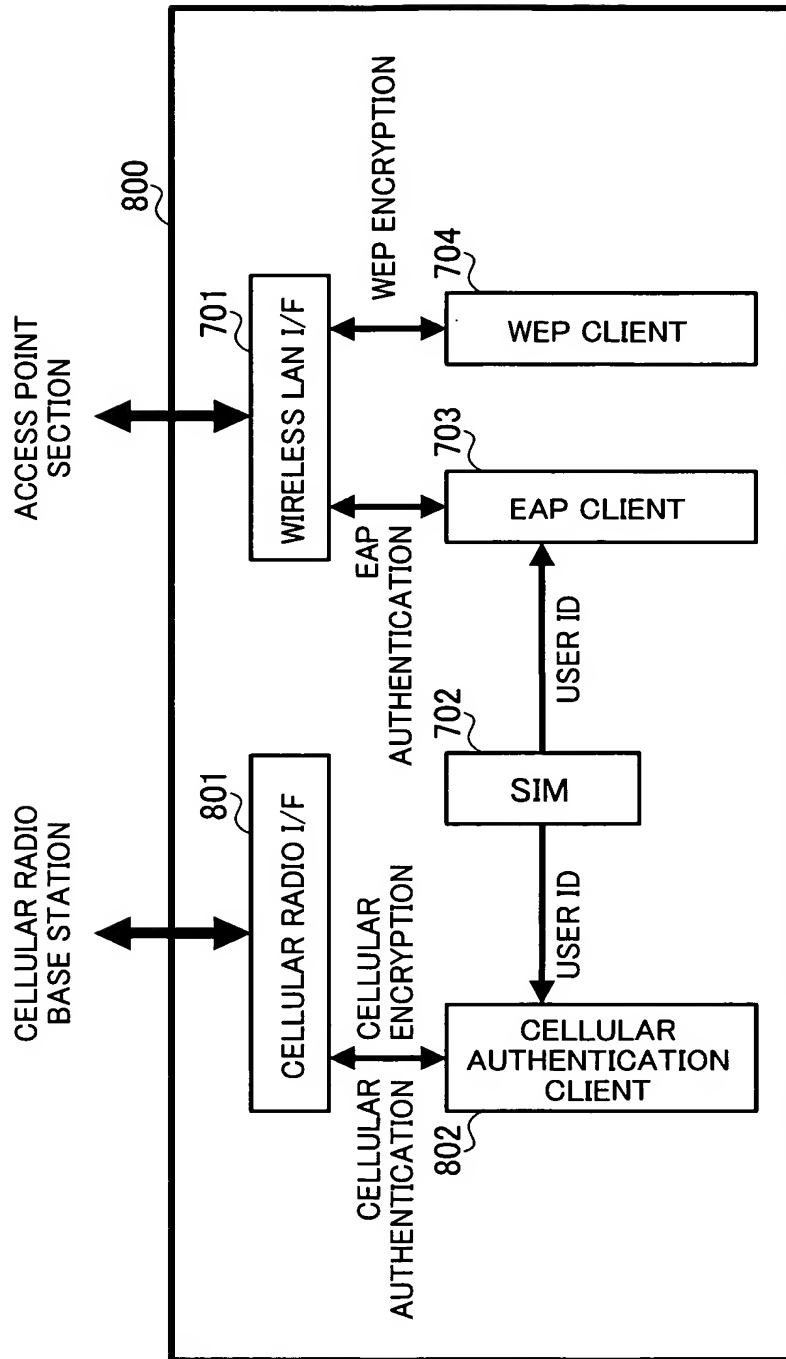 CELLULAR RADIO
BASE STATION
ACCESS POINT
SECTION
800
801
CELLULAR RADIO I/F
701
WIRELESS LAN I/F
CELLULAR
AUTHENTICATION
CELLULAR
ENCRYPTION
EAP
AUTHENTICATION
WEP ENCRYPTION
802
CELLULAR
AUTHENTICATION
CLIENT
USER ID
702
SIM
USER ID
703
EAP CLIENT
704
WEP CLIENT